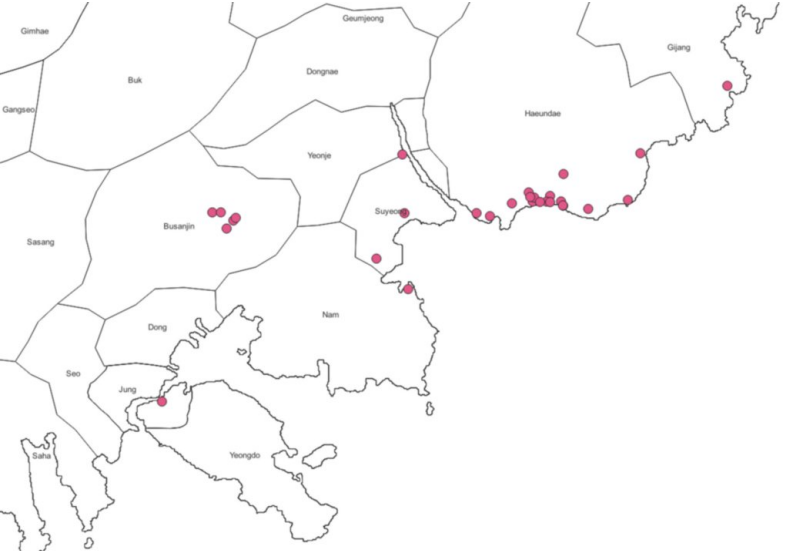 Geumjeong
Gimhae
Gijang
Dongnae
Buk
Gangseo
Haeundae
Yeonje
Suyeong
Busanjin
Sasang
Nam
Dong
Seo
Jung
Saha
Yeongdo